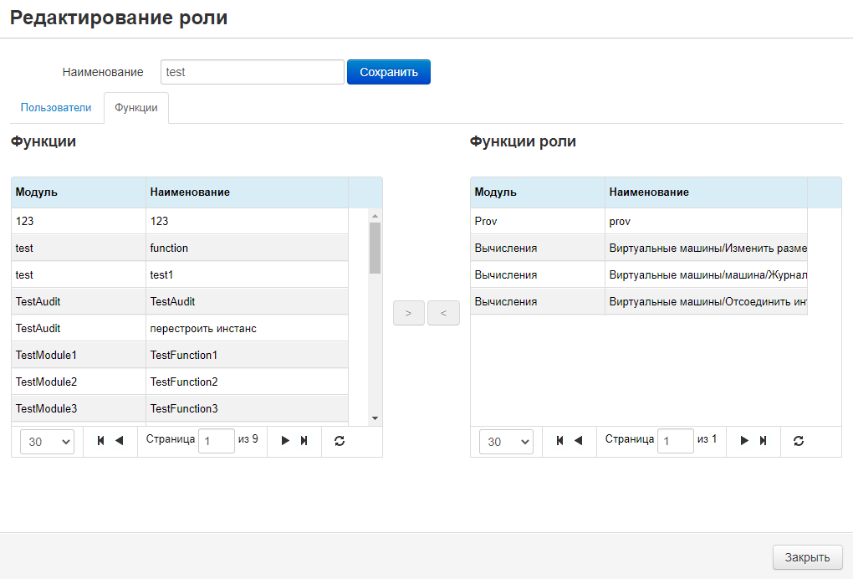 Редактирование роли
Наименование test Сохранить
Пользователи Функции
Функции
Модуль Наименование
123 123
test function
test test1
TestAudit TestAudit
TestAudit перестроить инстанс
TestModule1 TestFunction1
TestModule2 TestFunction2
TestModule3 TestFunction3
30 Страница 1 из 9
> <
Функции роли
Модуль Наименование
Prov prov
Вычисления Виртуальные машины/Изменить разме
Вычисления Виртуальные машины/машина/Журнал
Вычисления Виртуальные машины/Отсоединить ин
30 Страница 1 из 1
Закрыть